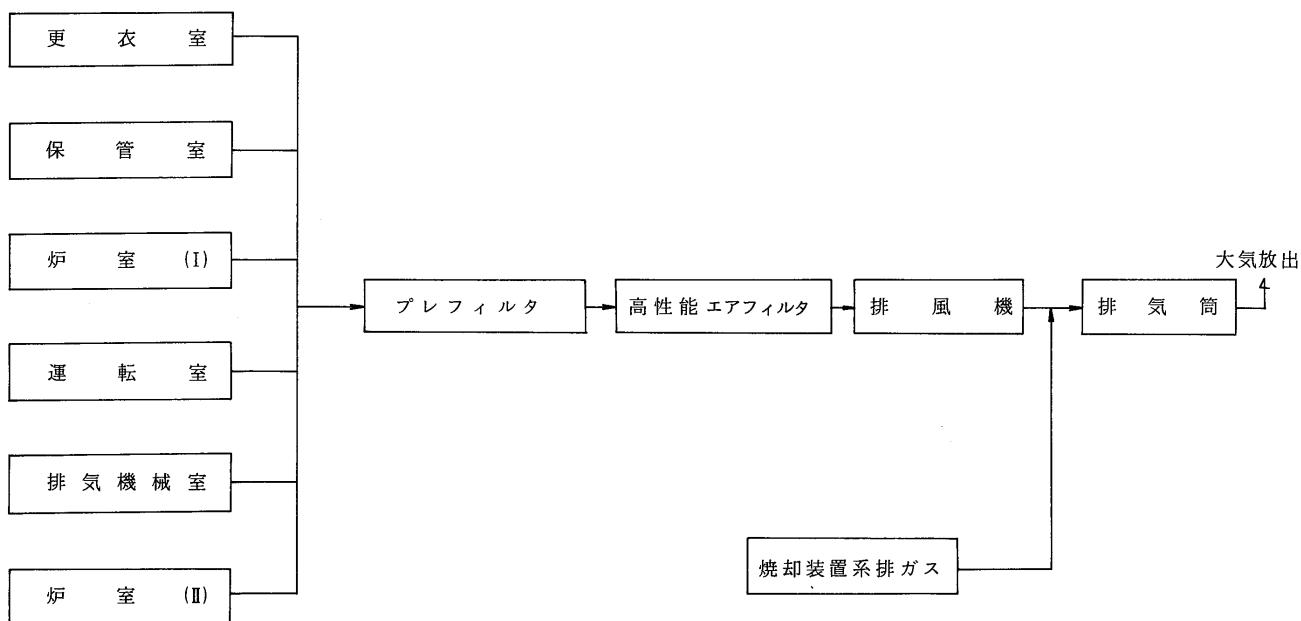 更衣室
保管室
炉室(I)
運転室
排気機械室
炉室(II)
プレフィルタ
高性能エアフィルタ
排風機
排気筒
大気放出
焼却装置系排ガス